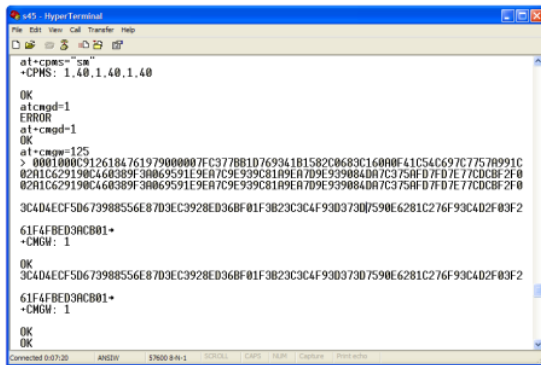 s45 - HyperTerminal
File Edit View Call Transfer Help
at+cpms="sm"
+CPMS: 1,40,1,40,1,40
OK
atcmgd=1
ERROR
at+cmgd=1
OK
at+cmgw=125
> 0001000C9126184761979000007FC377BB1D769341B1582C0683C160A0F41C54C697C7757A991C
02A1C629190C460389F3A069591E9EA7C9E939C81A9EA7D9E939084DA7C375AFD7FD7E77CDCBF2F0
02A1C629190C460389F3A069591E9EA7C9E939C81A9EA7D9E939084DA7C375AFD7FD7E77CDCBF2F0
3C4D4ECF5D673988556E87D3EC3928ED36BF01F3B23C3C4F93D373D7590E6281C276F93C4D2F03F2
61F4FBED3ACB01→
+CMGW: 1
OK
3C4D4ECF5D673988556E87D3EC3928ED36BF01F3B23C3C4F93D373D7590E6281C276F93C4D2F03F2
61F4FBED3ACB01→
+CMGW: 1
OK
OK
Connected 0:07:20 ANSIW 57600 8-N-1 SCROLL CAPS NUM Capture Print echo